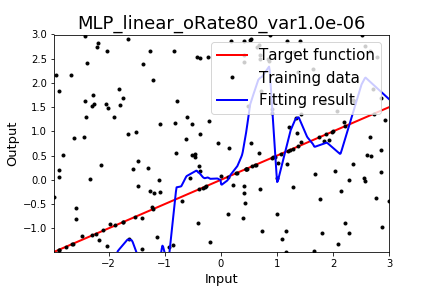 MLP_linear_oRate80_var1.0e-06
Target function
Training data
Fitting result
Output
3.0
2.5
2.0
1.5
1.0
0.5
0.0
−0.5
−1.0
−2
−1
0
1
2
3
Input